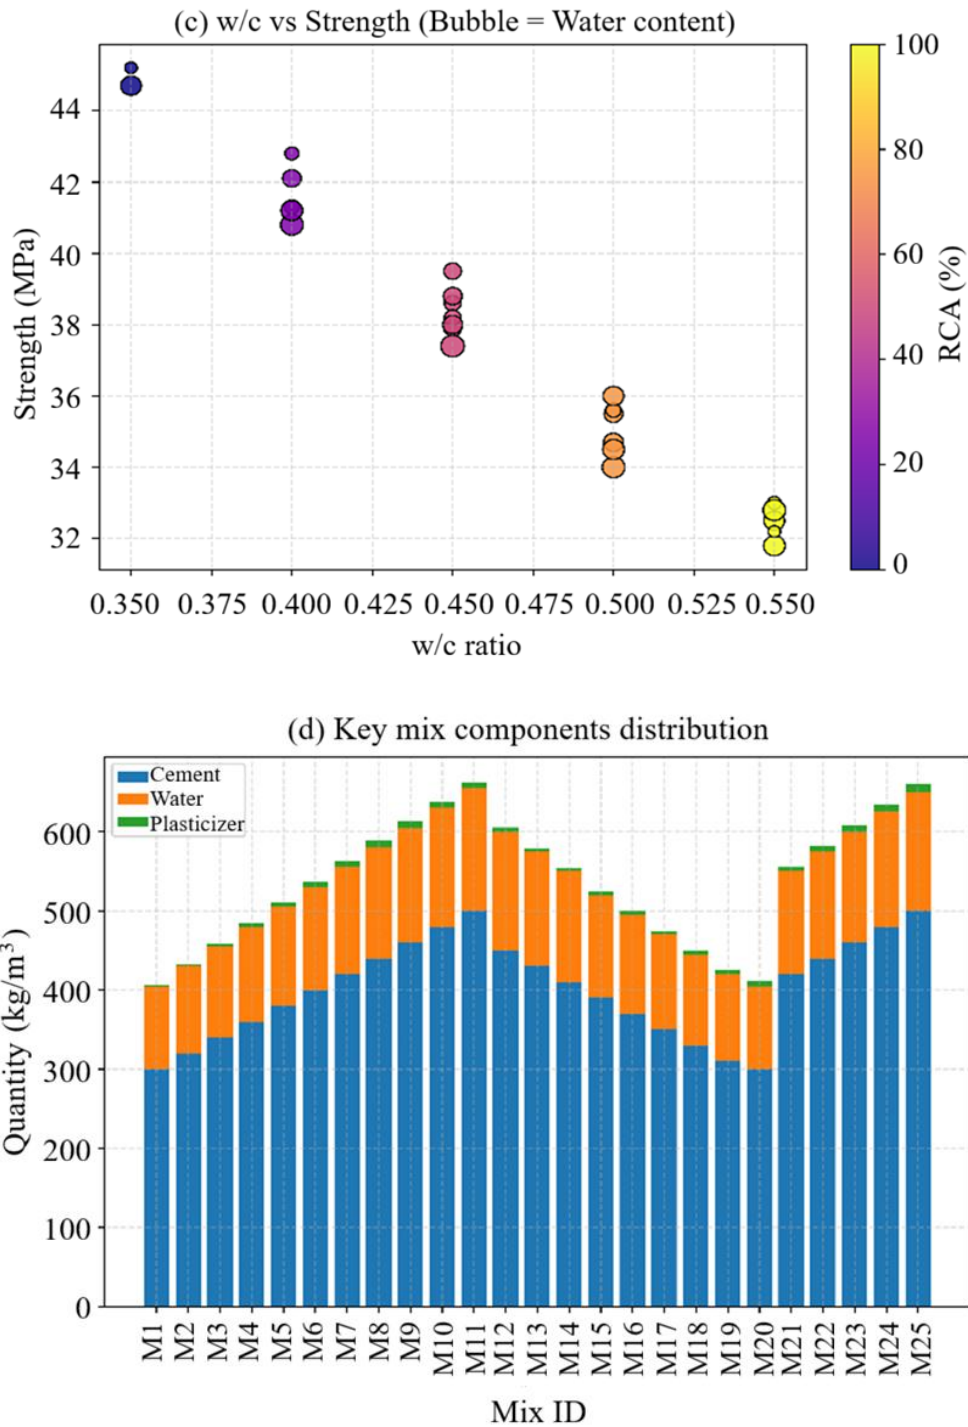 (c) w/c vs Strength (Bubble = Water content)
44
42
40
38
36
34
32
Strength (MPa)
0.350 0.375 0.400 0.425 0.450 0.475 0.500 0.525 0.550
w/c ratio
100
80
60
40
20
0
RCA (%)
(d) Key mix components distribution
Cement
Water
Plasticizer
600
500
400
300
200
100
0
Quantity (kg/m³)
M1 M2 M3 M4 M5 M6 M7 M8 M9 M10 M11 M12 M13 M14 M15 M16 M17 M18 M19 M20 M21 M22 M23 M24 M25
Mix ID